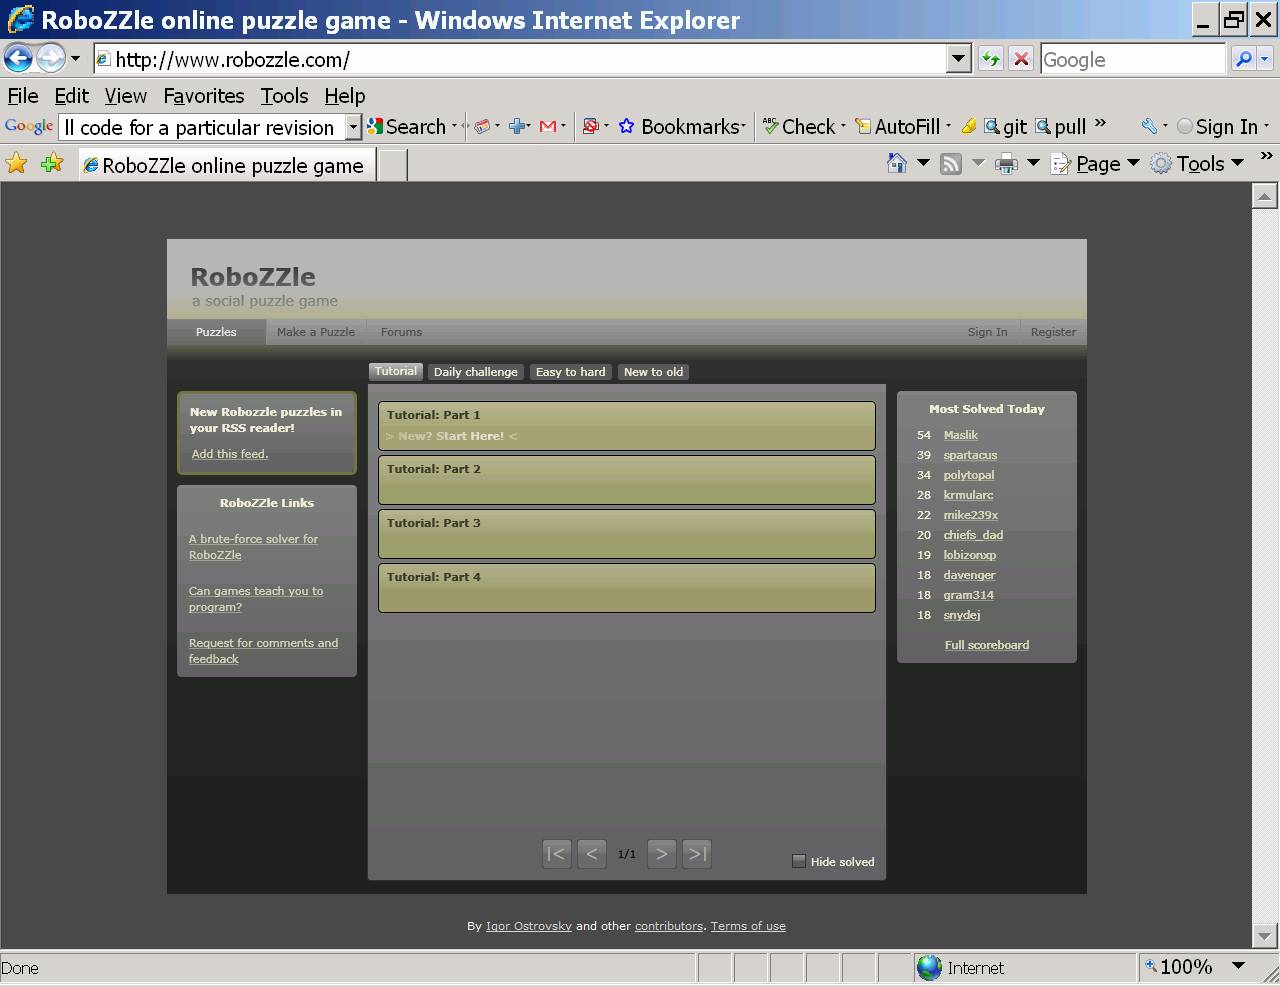 RoboZZle online puzzle game - Windows Internet Explorer
http://www.robozzle.com/
Google
File Edit View Favorites Tools Help
Google ll code for a particular revision Search Bookmarks Check AutoFill git pull » Sign In
RoboZZle online puzzle game
Page Tools »
RoboZZle
a social puzzle game
Puzzles Make a Puzzle Forums Sign In Register
Tutorial Daily challenge Easy to hard New to old
New Robozzle puzzles in
your RSS reader!
Add this feed.
RoboZZle Links
A brute-force solver for
RoboZZle
Can games teach you to
program?
Request for comments and
feedback
Tutorial: Part 1
> New? Start Here! <
Tutorial: Part 2
Tutorial: Part 3
Tutorial: Part 4
|< < 1/1 > >|
Hide solved
Most Solved Today
54 Maslik
39 spartacus
34 polytopal
28 krmularc
22 mike239x
20 chiefs_dad
19 lobizonxp
18 davenger
18 gram314
18 snydej
Full scoreboard
By Igor Ostrovsky and other contributors. Terms of use
Done Internet 100%